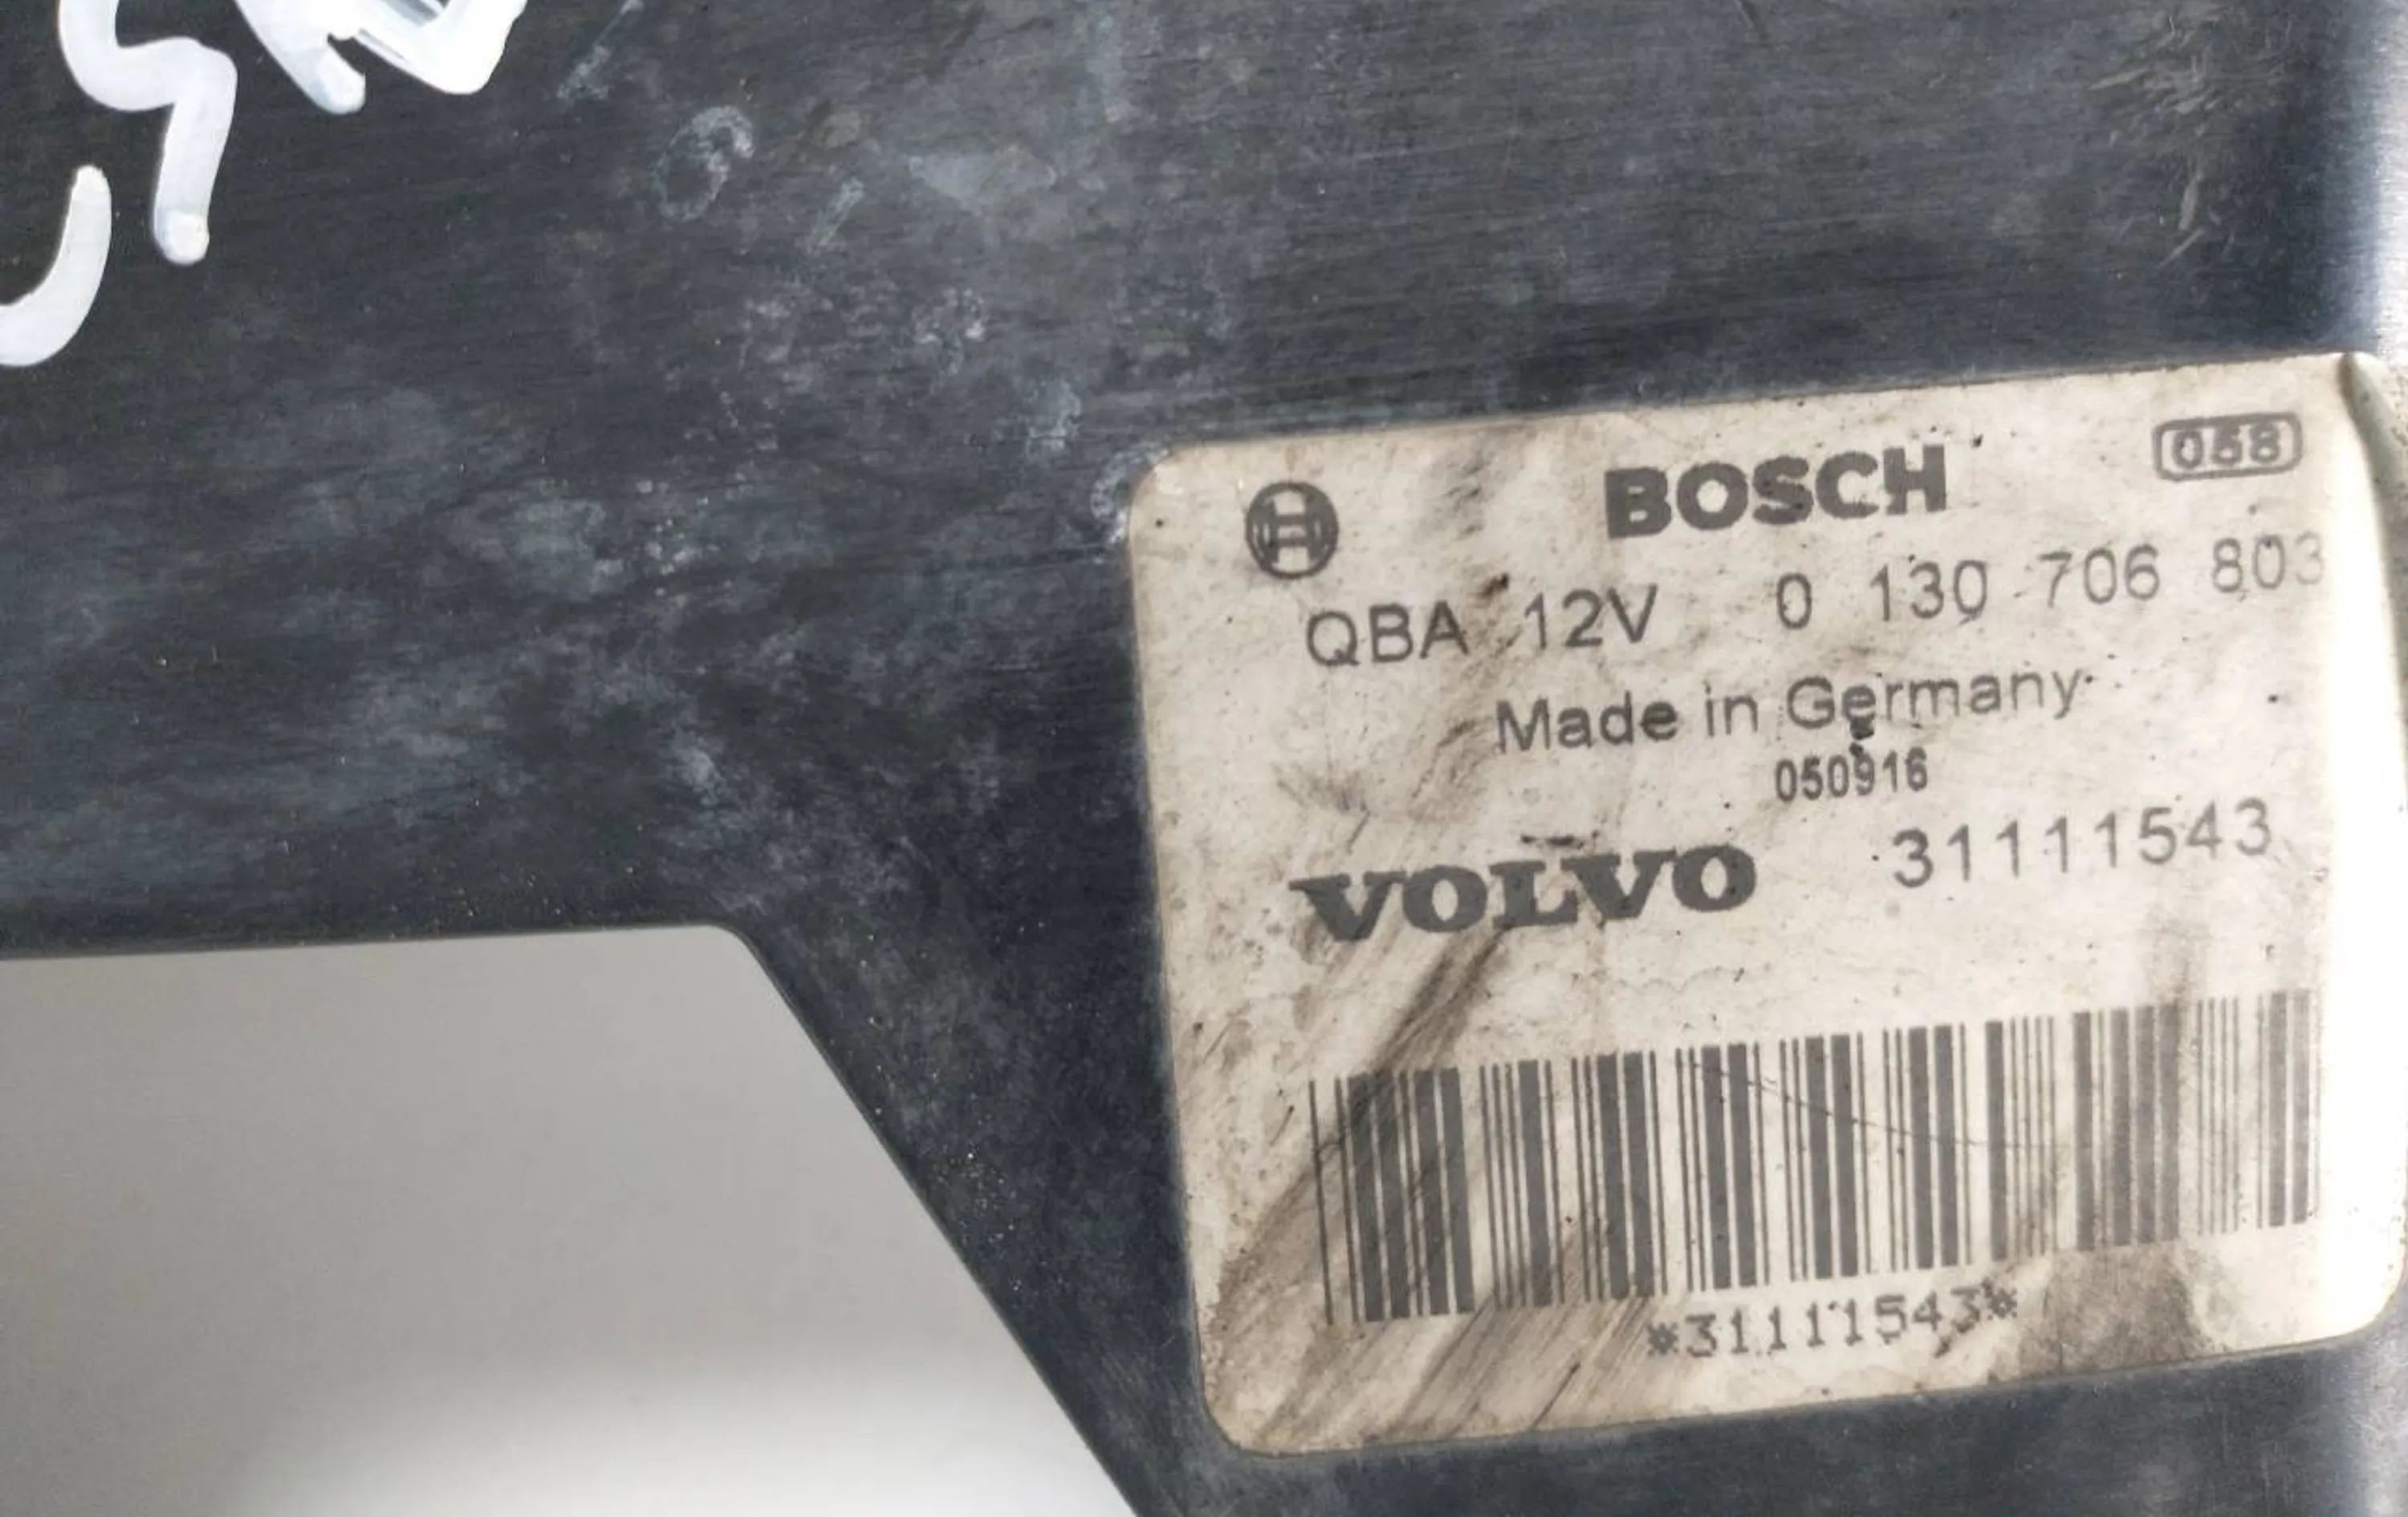 BOSCH 058
QBA 12V 0 130 706 803
Made in Germany
050916
VOLVO 31111543
*31111543*